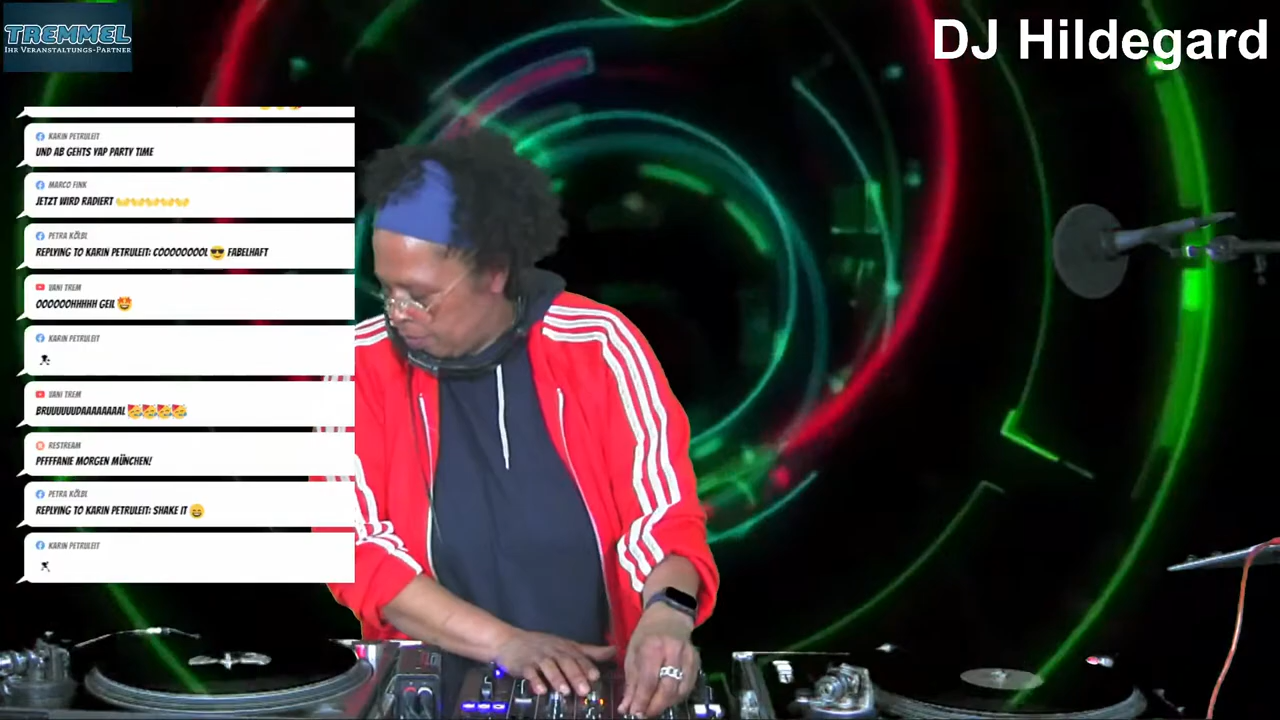 TREMMEL
IHR VERANSTALTUNGS-PARTNER
DJ Hildegard
KARIN PETRULEIT
UND AB GEHTS YAP PARTY TIME
MARCO FINK
JETZT WIRD RADIERT
PETRA KÖLBL
REPLYING TO KARIN PETRULEIT: COOOOOOOOL 😎 FABELHAFT
VANI TREM
OOOOOOHHHHH GEIL 🤩
KARIN PETRULEIT
VANI TREM
BRUUUUUUDAAAAAAAAL 🥳🥳🥳🥳
RESTREAM
PFFFFANIE MORGEN MÜNCHEN!
PETRA KÖLBL
REPLYING TO KARIN PETRULEIT: SHAKE IT 😄
KARIN PETRULEIT